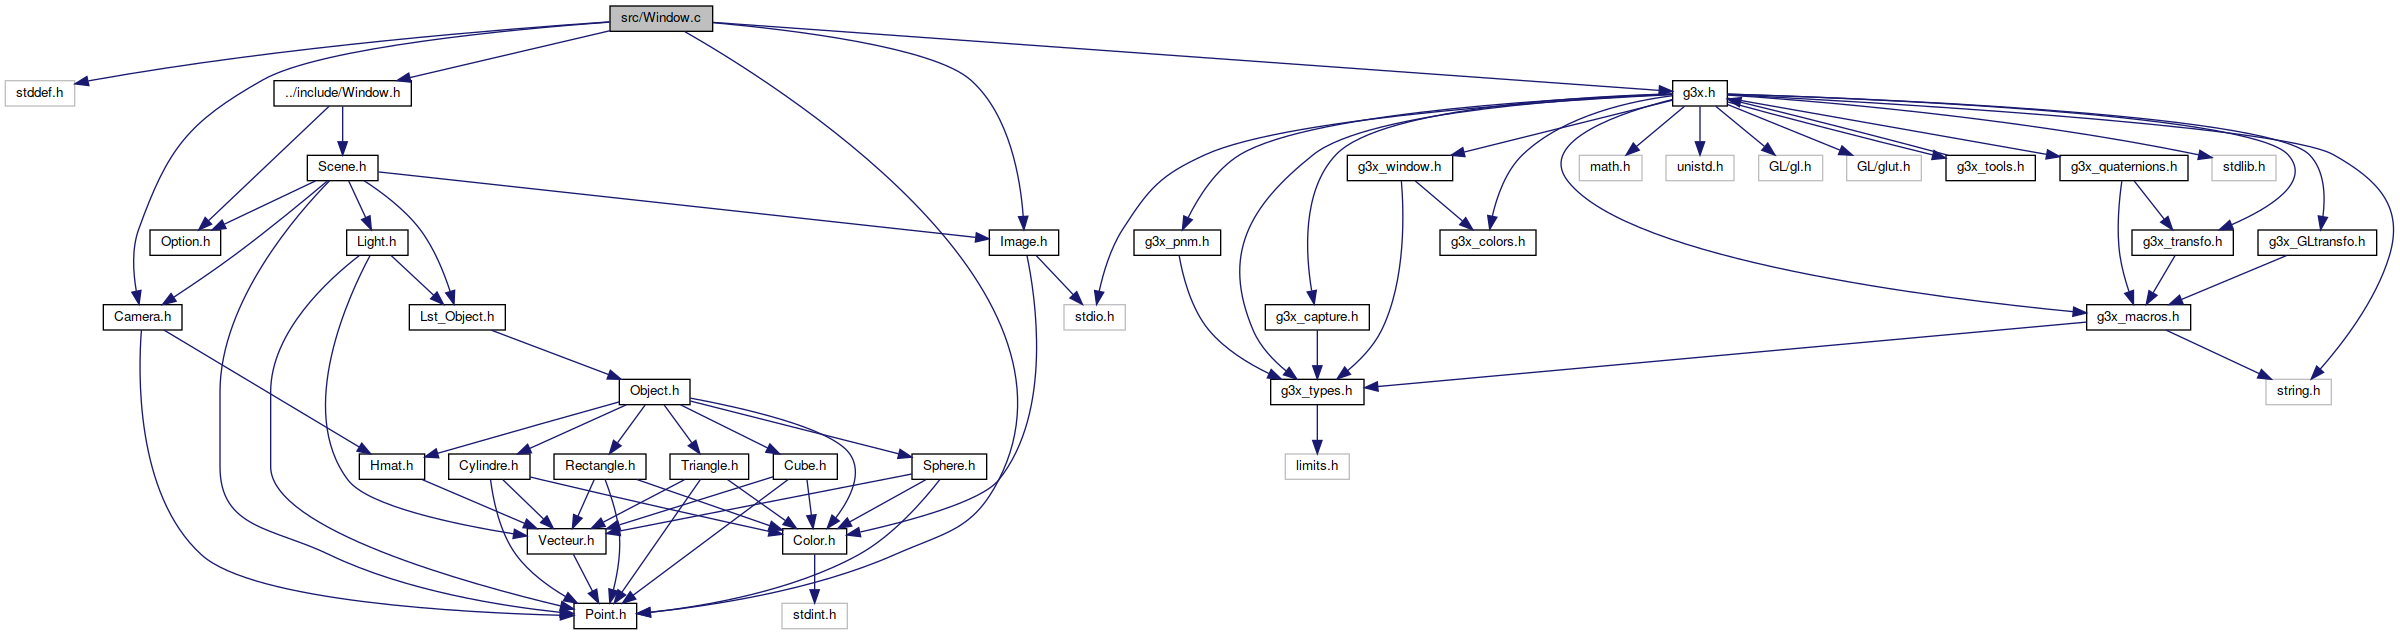 src/Window.c
stddef.h
../include/Window.h
g3x.h
Scene.h
g3x_window.h
math.h
unistd.h
GL/gl.h
GL/glut.h
g3x_tools.h
g3x_quaternions.h
stdlib.h
Option.h
Light.h
Image.h
g3x_pnm.h
g3x_colors.h
g3x_transfo.h
g3x_GLtransfo.h
Camera.h
Lst_Object.h
stdio.h
g3x_capture.h
g3x_macros.h
Object.h
g3x_types.h
string.h
Hmat.h
Cylindre.h
Rectangle.h
Triangle.h
Cube.h
Sphere.h
limits.h
Vecteur.h
Color.h
Point.h
stdint.h